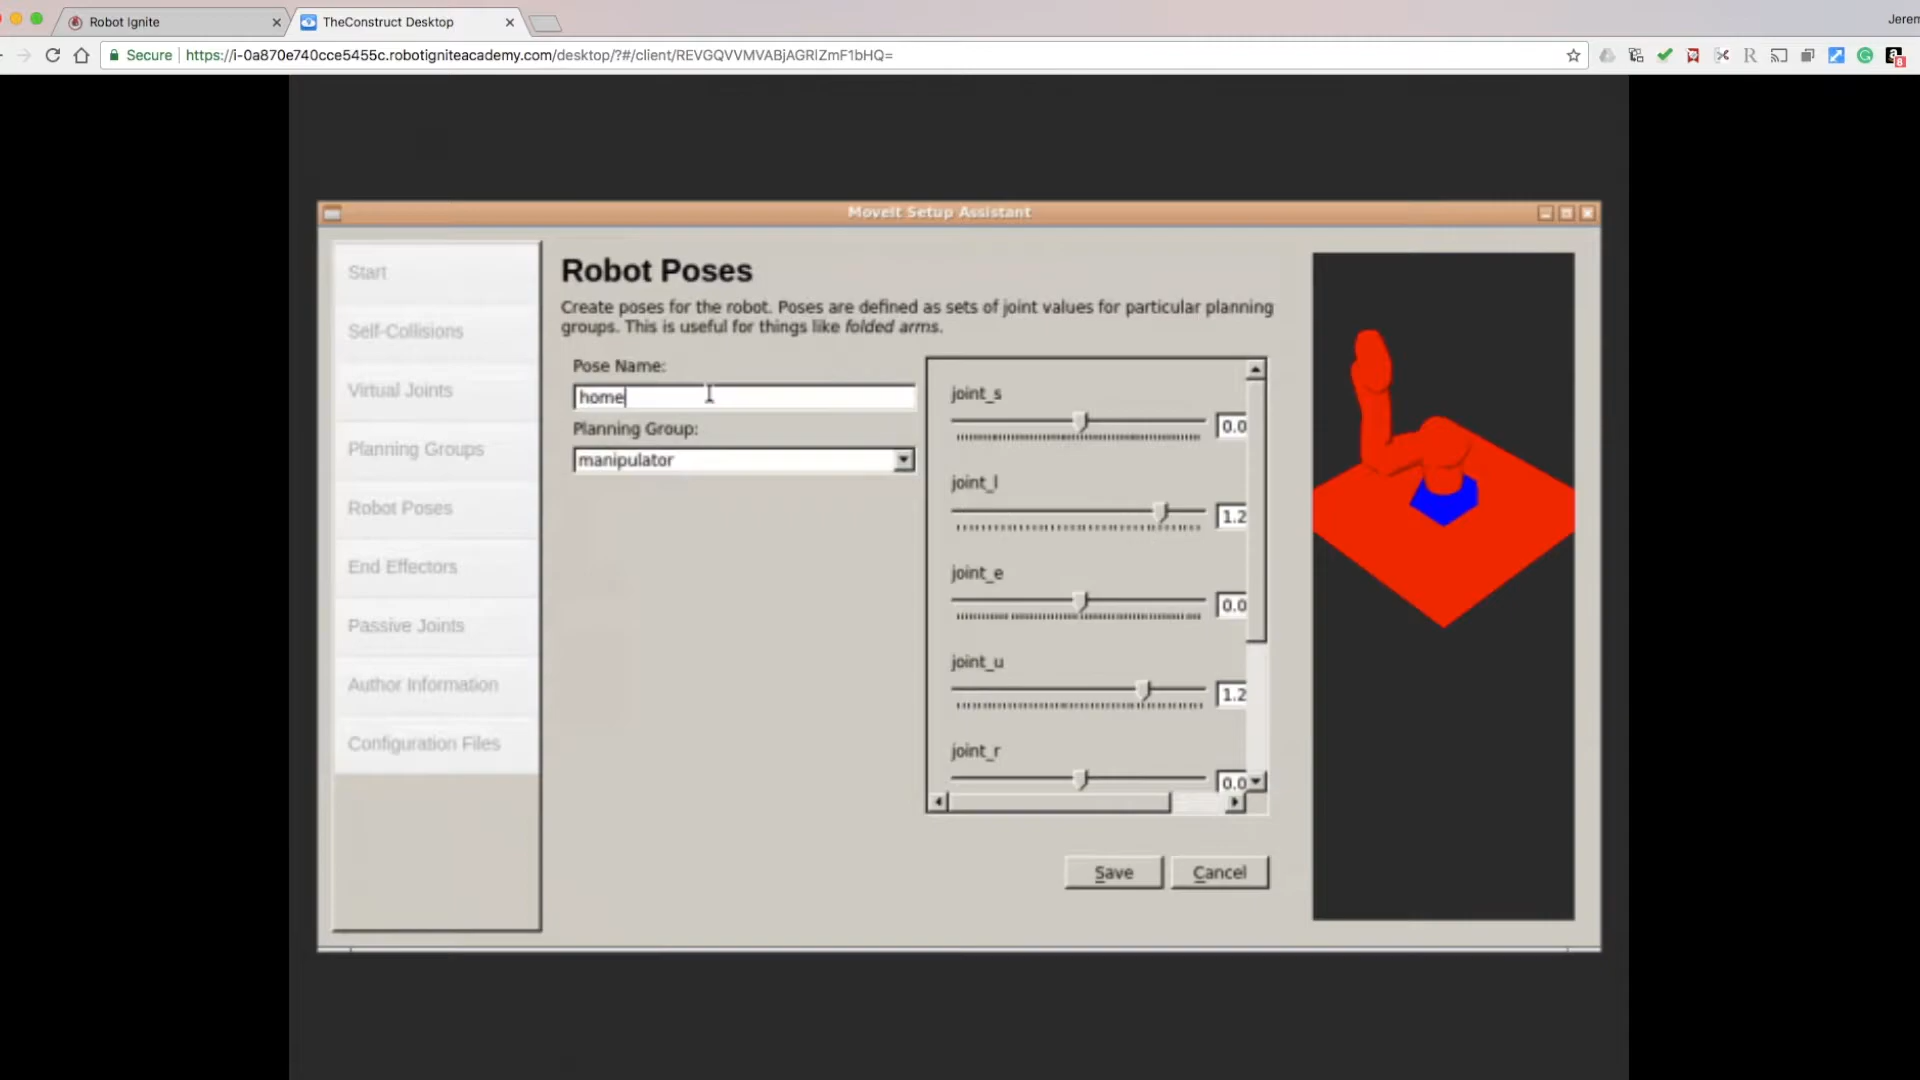 Robot Ignite
TheConstruct Desktop
Jerem
Secure
https://i-0a870e740cce5455c.robotigniteacademy.com/desktop/?#/client/REVGQVVMVABjAGRlZmF1bHQ=
8
MoveIt Setup Assistant
Start
Self-Collisions
Virtual Joints
Planning Groups
Robot Poses
End Effectors
Passive Joints
Author Information
Configuration Files
Robot Poses
Create poses for the robot. Poses are defined as sets of joint values for particular planning
groups. This is useful for things like folded arms.
Pose Name:
home
Planning Group:
manipulator
joint_s
0.0
joint_l
1.2
joint_e
0.0
joint_u
1.2
joint_r
0.0
Save
Cancel